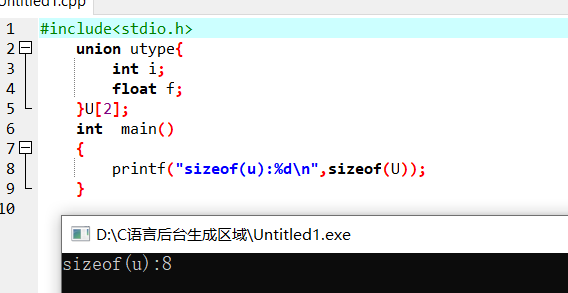 Untitled1.cpp
1 #include<stdio.h>
2 union utype{
3 int i;
4 float f;
5 }U[2];
6 int main()
7 {
8 printf("sizeof(u):%d\n",sizeof(U));
9 }
10
D:\C语言后台生成区域\Untitled1.exe
sizeof(u):8